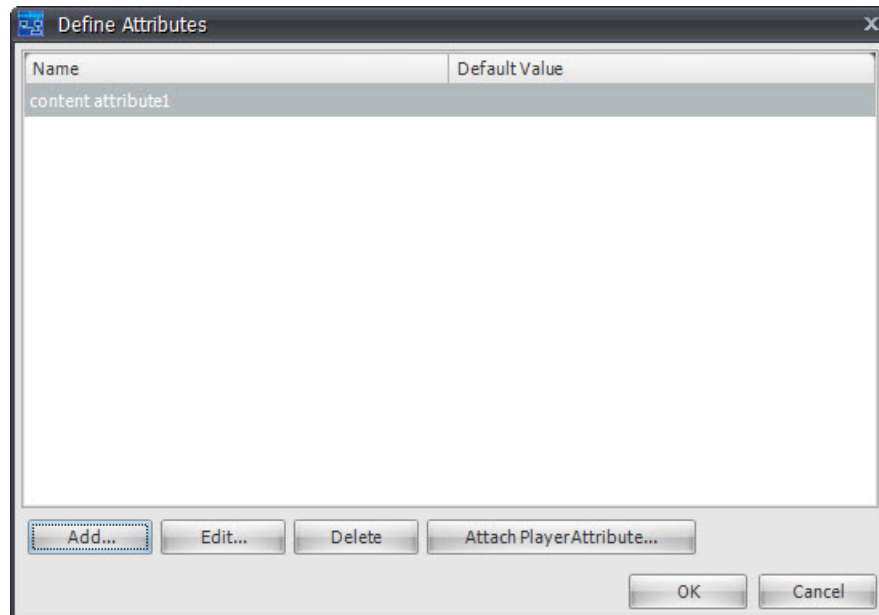 Define Attributes
Name Default Value
content attribute1
Add... Edit... Delete Attach PlayerAttribute...
OK Cancel